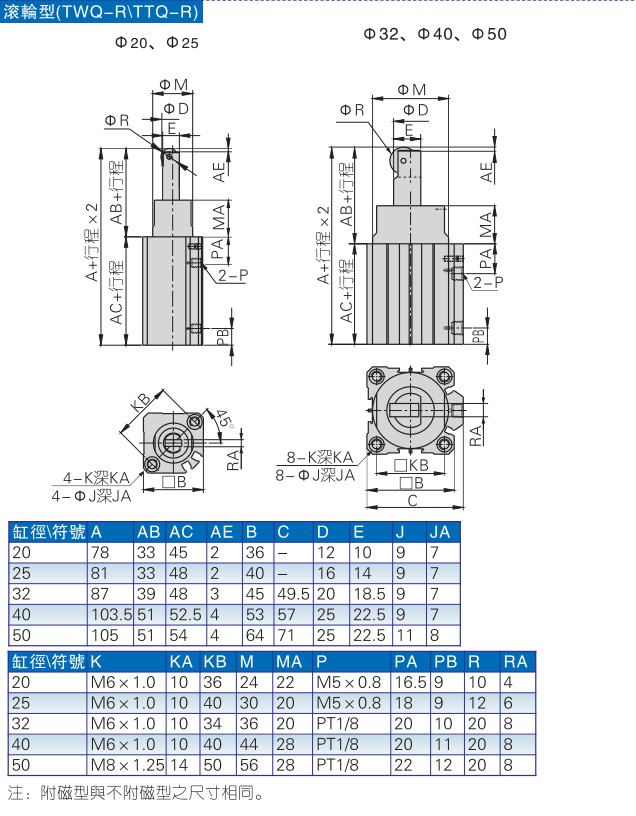 滚輪型(TWQ-R\TTQ-R)
Φ20、Φ25
Φ32、Φ40、Φ50
ΦM
ΦD
ΦR
E
AE
AB+行程
MA
A+行程×2
PA
2-P
AC+行程
PB
ΦM
ΦD
ΦR
E
AE
AB+行程
MA
A+行程×2
PA
2-P
AC+行程
PB
KB
45°
RA
4-K深KA
4-ΦJ深JA
□B
RA
8-K深KA
8-ΦJ深JA
□KB
□B
C
缸徑\符號 A AB AC AE B C D E J JA
20 78 33 45 2 36 – 12 10 9 7
25 81 33 48 2 40 – 16 14 9 7
32 87 39 48 3 45 49.5 20 18.5 9 7
40 103.5 51 52.5 4 53 57 25 22.5 9 7
50 105 51 54 4 64 71 25 22.5 11 8
缸徑\符號 K KA KB M MA P PA PB R RA
20 M6×1.0 10 36 24 22 M5×0.8 16.5 9 10 4
25 M6×1.0 10 40 30 20 M5×0.8 18 9 12 6
32 M6×1.0 10 34 36 20 PT1/8 20 10 20 8
40 M6×1.0 10 40 44 28 PT1/8 20 11 20 8
50 M8×1.25 14 50 56 28 PT1/8 22 12 20 8
注：附磁型與不附磁型之尺寸相同。